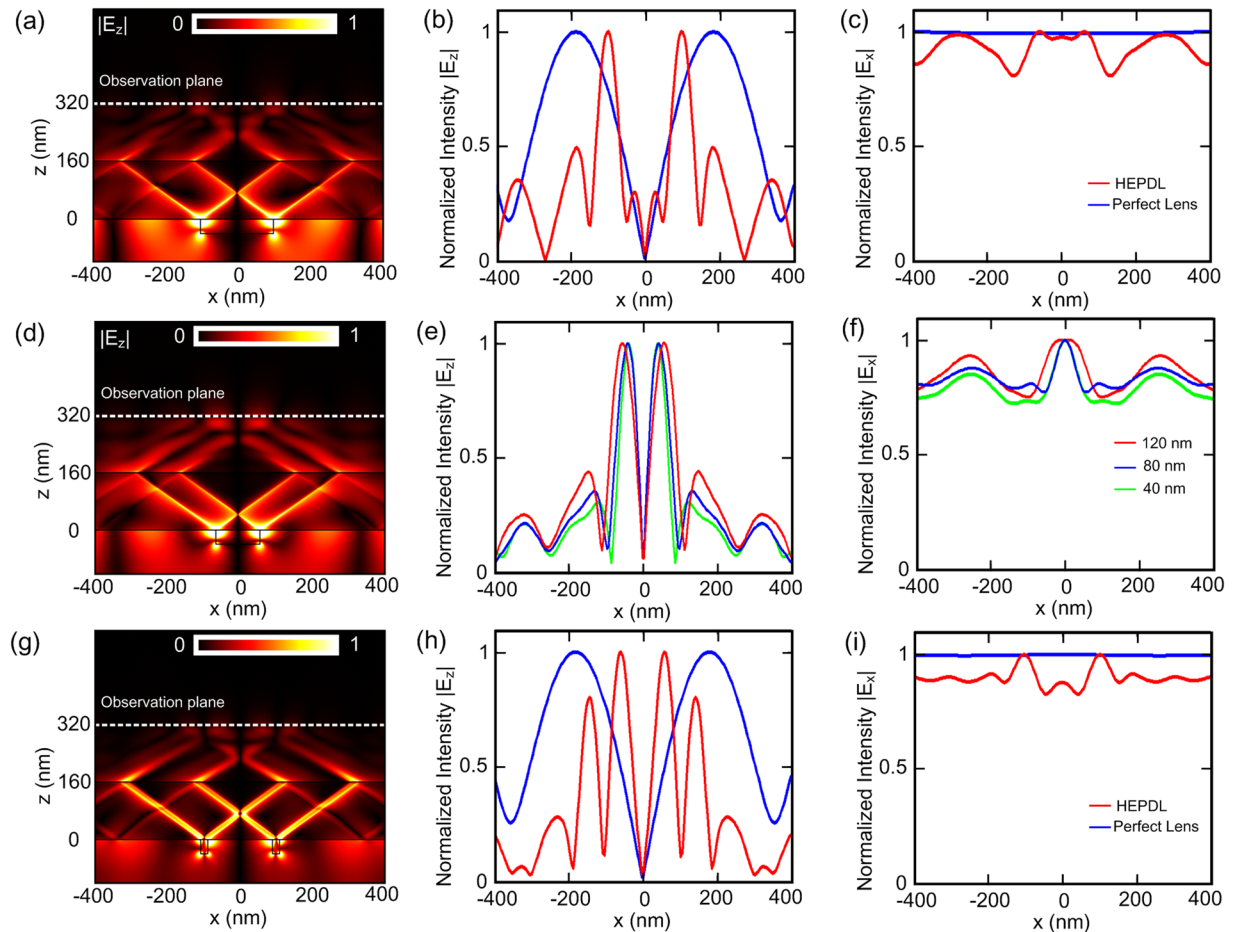 (a)
|Ez|
0
1
Observation plane
320
160
0
z (nm)
-400
-200
0
200
400
x (nm)
(b)
Normalized Intensity |Ez|
1
0.5
0
-400
-200
0
200
400
x (nm)
(c)
Normalized Intensity |Ex|
1
0.5
0
HEPDL
Perfect Lens
-400
-200
0
200
400
x (nm)
(d)
|Ez|
0
1
Observation plane
320
160
0
z (nm)
-400
-200
0
200
400
x (nm)
(e)
Normalized Intensity |Ez|
1
0.5
0
-400
-200
0
200
400
x (nm)
(f)
Normalized Intensity |Ex|
1
0.5
0
120 nm
80 nm
40 nm
-400
-200
0
200
400
x (nm)
(g)
0
1
Observation plane
320
160
0
z (nm)
-400
-200
0
200
400
x (nm)
(h)
Normalized Intensity |Ez|
1
0.5
0
-400
-200
0
200
400
x (nm)
(i)
Normalized Intensity |Ex|
1
0.5
0
HEPDL
Perfect Lens
-400
-200
0
200
400
x (nm)